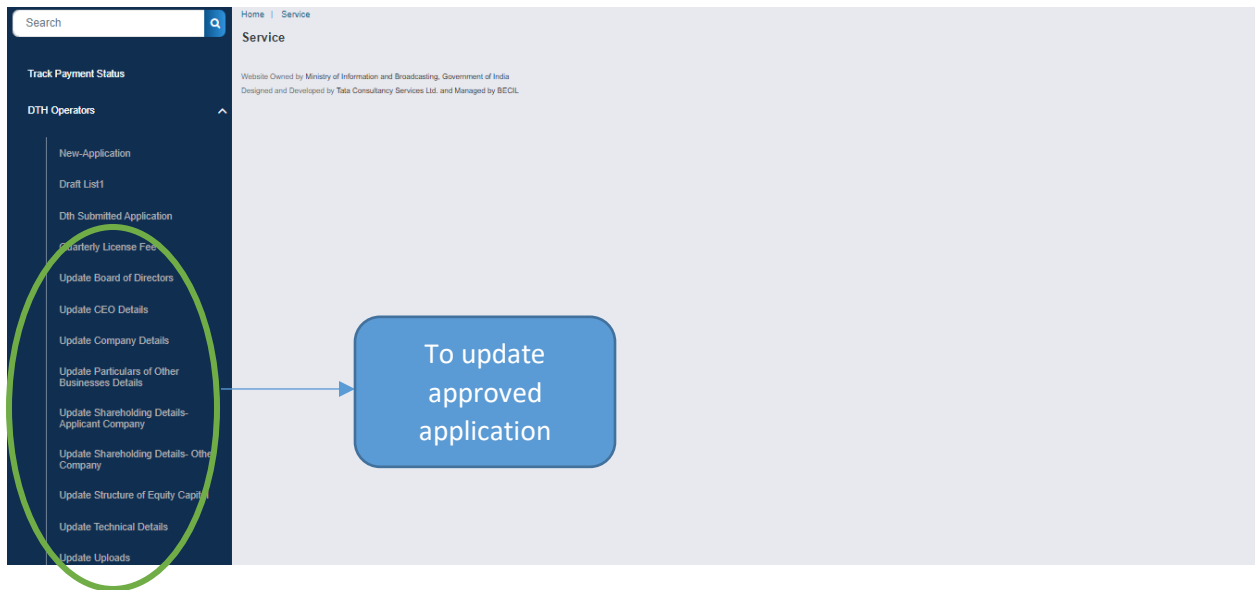 Search
Home | Service
Service
Track Payment Status
Website Owned by Ministry of Information and Broadcasting, Government of India
Designed and Developed by Tata Consultancy Services Ltd. and Managed by BECIL
DTH Operators
New-Application
Draft List1
Dth Submitted Application
Quarterly License Fee
Update Board of Directors
Update CEO Details
Update Company Details
Update Particulars of Other
Businesses Details
Update Shareholding Details-
Applicant Company
Update Shareholding Details- Other
Company
Update Structure of Equity Capital
Update Technical Details
Update Uploads
To update
approved
application